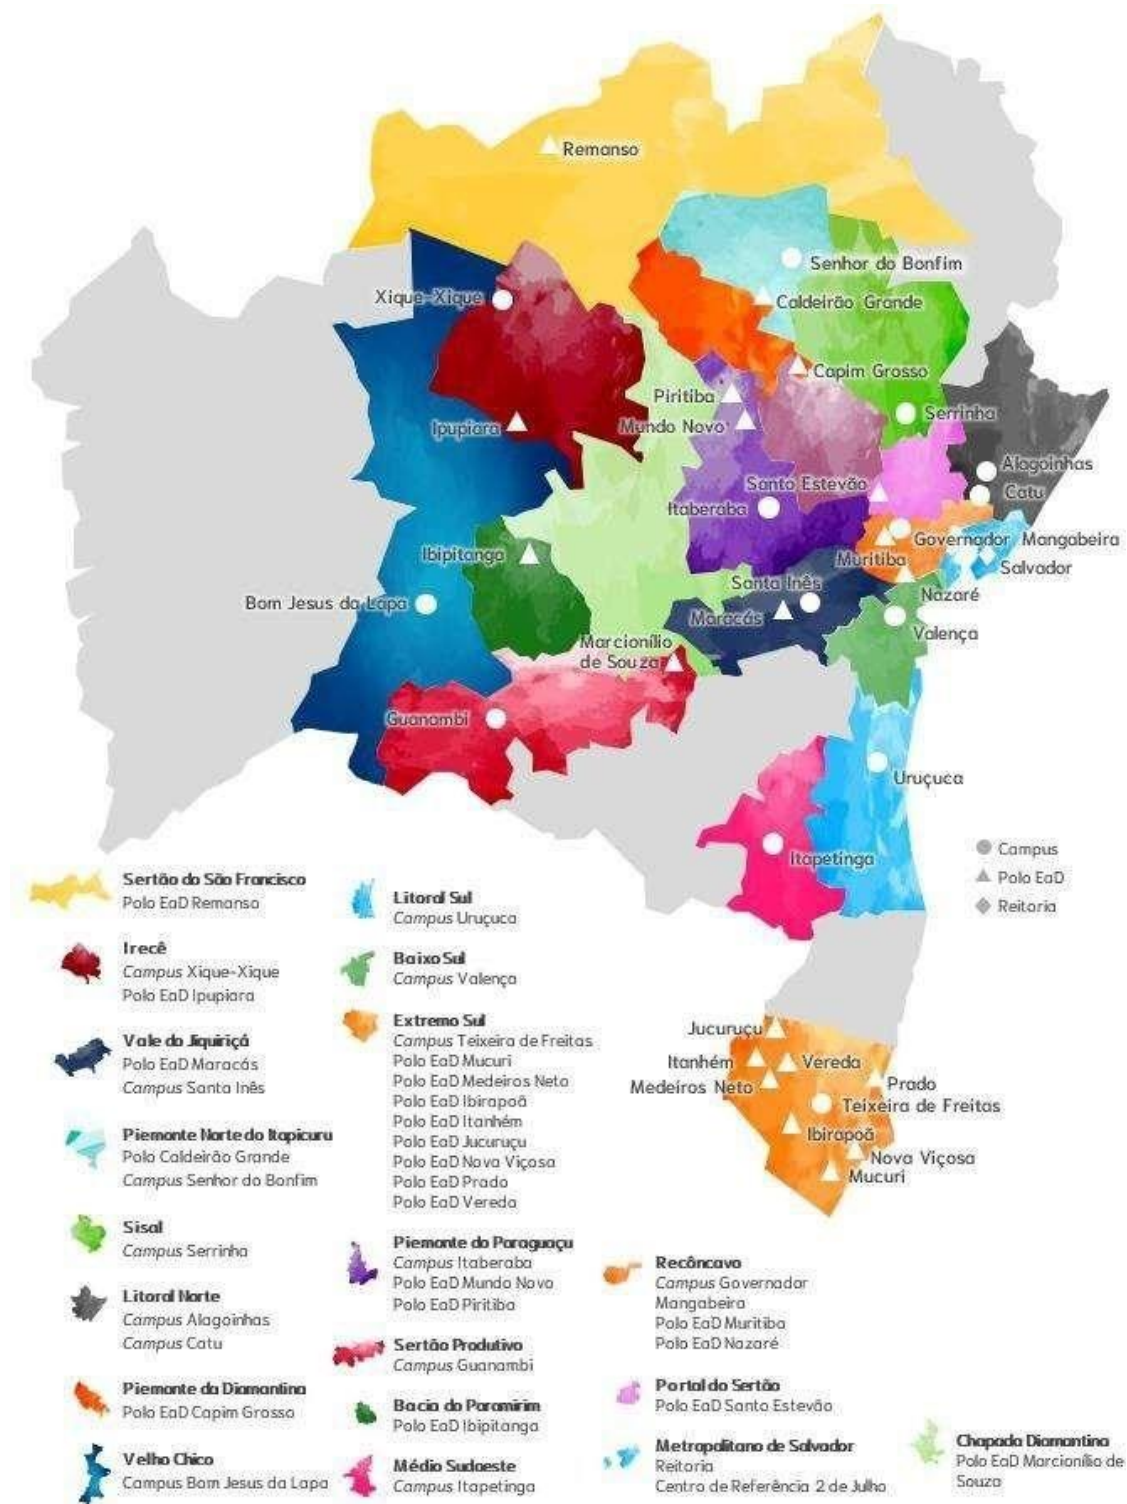 Remanso
Senhor do Bonfim
Xique-Xique
Caldeirão Grande
Capim Grosso
Piritiba
Serrinha
Ipupiara
Mundo Novo
Alagoinhas
Santo Estevão
Catu
Itaberaba
Governador Mangabeira
Ibipitanga
Muritiba
Salvador
Santa Inês
Nazaré
Bom Jesus da Lapa
Maracás
Valença
Marcionílio
de Souza
Guanambi
Uruçuca
Itapetinga
Campus
Polo EaD
Reitoria
Jucuruçu
Itanhém
Vereda
Medeiros Neto
Prado
Teixeira de Freitas
Ibirapoã
Nova Viçosa
Mucuri
Sertão do São Francisco
Polo EaD Remanso
Irecê
Campus Xique-Xique
Polo EaD Ipupiara
Vale do Jiquiriçá
Polo EaD Maracás
Campus Santa Inês
Piemonte Norte do Itapicuru
Polo Caldeirão Grande
Campus Senhor do Bonfim
Sisal
Campus Serrinha
Litoral Norte
Campus Alagoinhas
Campus Catu
Piemonte da Diamantina
Polo EaD Capim Grosso
Velho Chico
Campus Bom Jesus da Lapa
Litoral Sul
Campus Uruçuca
Baixo Sul
Campus Valença
Extremo Sul
Campus Teixeira de Freitas
Polo EaD Mucuri
Polo EaD Medeiros Neto
Polo EaD Ibirapoã
Polo EaD Itanhém
Polo EaD Jucuruçu
Polo EaD Nova Viçosa
Polo EaD Prado
Polo EaD Vereda
Piemonte do Paraguaçu
Campus Itaberaba
Polo EaD Mundo Novo
Polo EaD Piritiba
Sertão Produtivo
Campus Guanambi
Bacia do Paramirim
Polo EaD Ibipitanga
Médio Sudoeste
Campus Itapetinga
Recôncavo
Campus Governador
Mangabeira
Polo EaD Muritiba
Polo EaD Nazaré
Portal do Sertão
Polo EaD Santo Estevão
Metropolitano de Salvador
Reitoria
Centro de Referência 2 de Julho
Chapada Diamantina
Polo EaD Marcionílio de
Souza